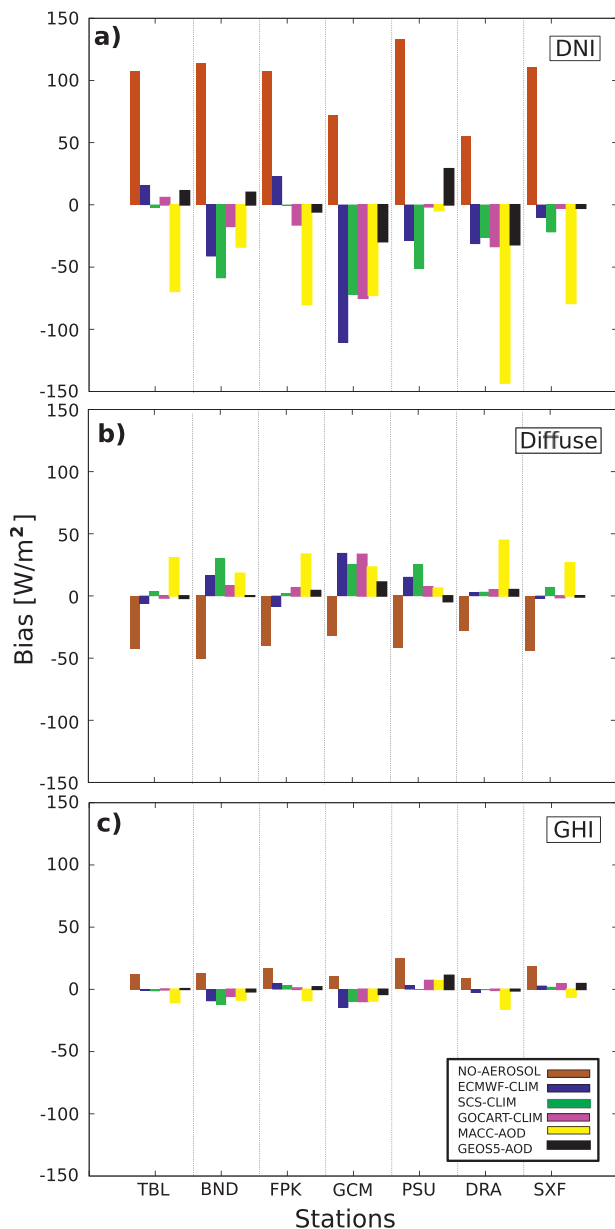 150
a)
DNI
100
50
0
-50
-100
-150
150
b)
Diffuse
100
50
0
-50
-100
-150
Bias [W/m²]
150
c)
GHI
100
50
0
-50
-100
-150
NO-AEROSOL
ECMWF-CLIM
SCS-CLIM
GOCART-CLIM
MACC-AOD
GEOS5-AOD
TBL BND FPK GCM PSU DRA SXF
Stations